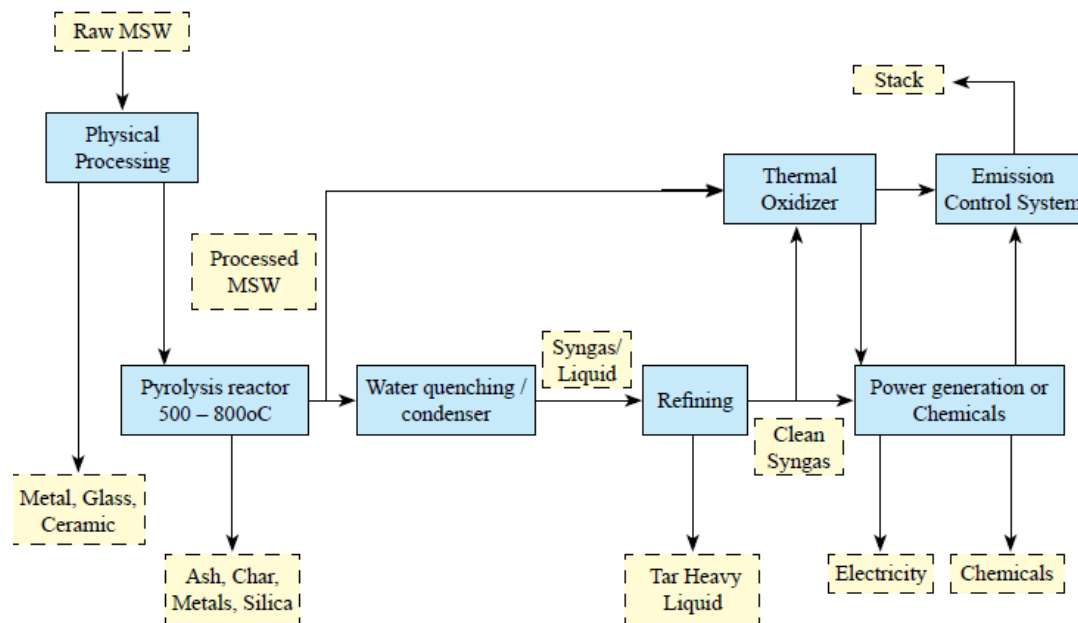 Raw MSW
Stack
Physical
Processing
Thermal
Oxidizer
Emission
Control System
Processed
MSW
Syngas/
Liquid
Pyrolysis reactor
500 – 800oC
Water quenching /
condenser
Refining
Power generation or
Chemicals
Clean
Syngas
Metal, Glass,
Ceramic
Ash, Char,
Metals, Silica
Tar Heavy
Liquid
Electricity
Chemicals